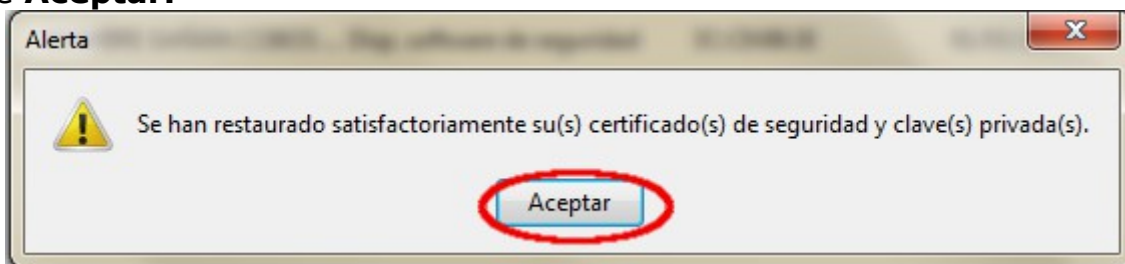 e Aceptar.
Alerta
Se han restaurado satisfactoriamente su(s) certificado(s) de seguridad y clave(s) privada(s).
Aceptar